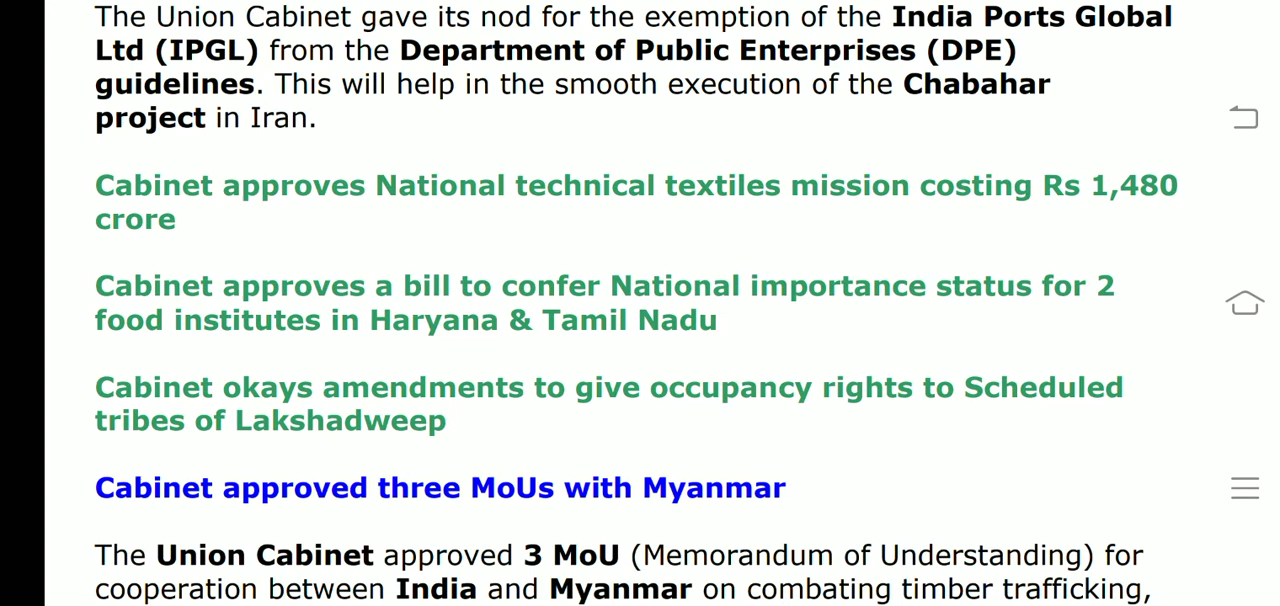 The Union Cabinet gave its nod for the exemption of the India Ports Global
Ltd (IPGL) from the Department of Public Enterprises (DPE)
guidelines. This will help in the smooth execution of the Chabahar
project in Iran.
Cabinet approves National technical textiles mission costing Rs 1,480
crore
Cabinet approves a bill to confer National importance status for 2
food institutes in Haryana & Tamil Nadu
Cabinet okays amendments to give occupancy rights to Scheduled
tribes of Lakshadweep
Cabinet approved three MoUs with Myanmar
The Union Cabinet approved 3 MoU (Memorandum of Understanding) for
cooperation between India and Myanmar on combating timber trafficking,